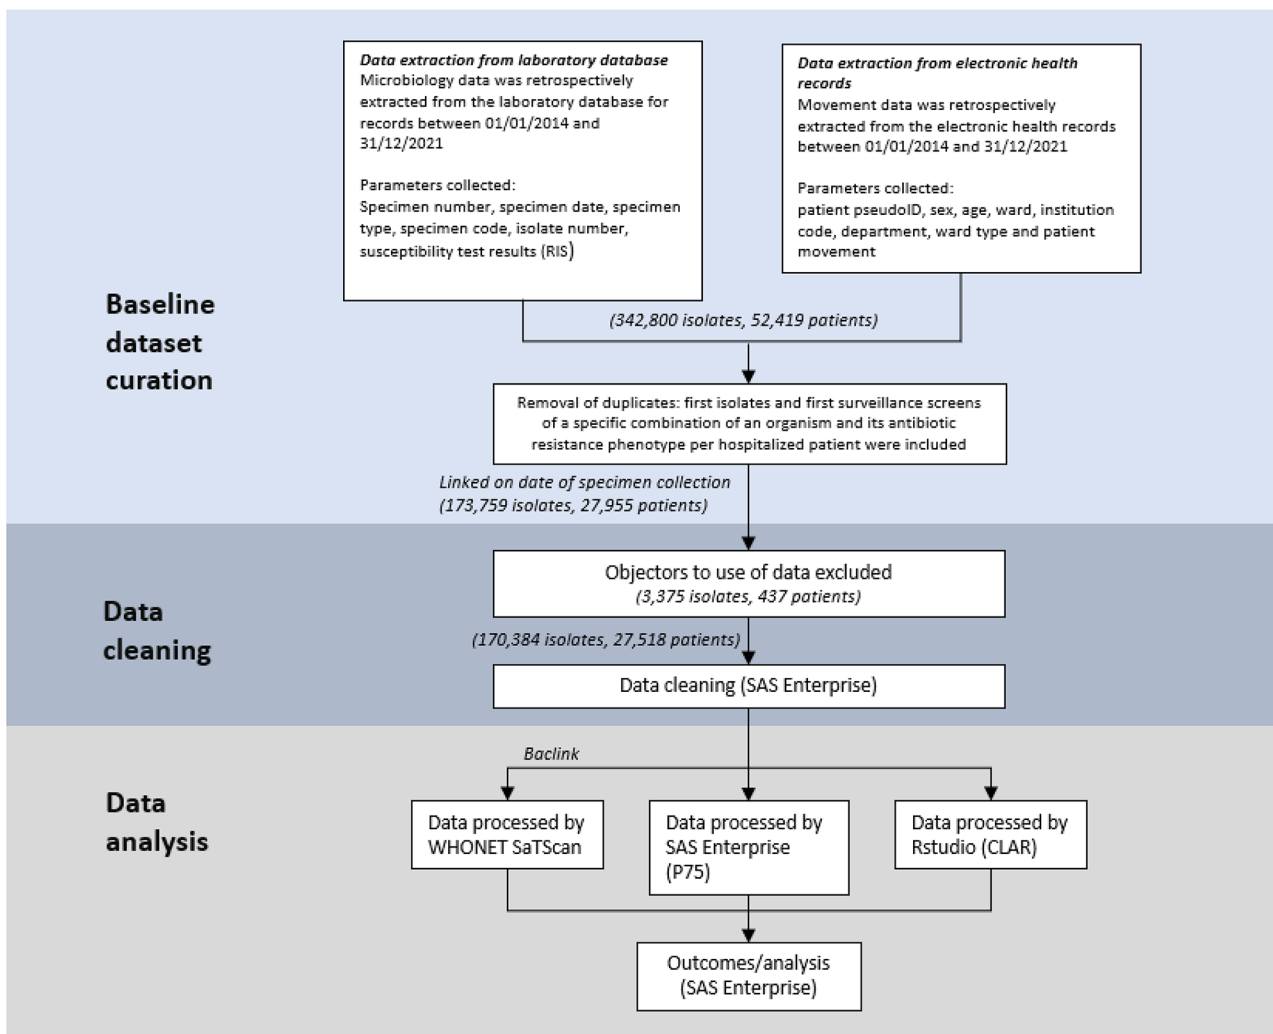 Data extraction from laboratory database
Microbiology data was retrospectively
extracted from the laboratory database for
records between 01/01/2014 and
31/12/2021
Parameters collected:
Specimen number, specimen date, specimen
type, specimen code, isolate number,
susceptibility test results (RIS)
Data extraction from electronic health
records
Movement data was retrospectively
extracted from the electronic health records
between 01/01/2014 and 31/12/2021
Parameters collected:
patient pseudoID, sex, age, ward, institution
code, department, ward type and patient
movement
Baseline
dataset
curation
(342,800 isolates, 52,419 patients)
Removal of duplicates: first isolates and first surveillance screens
of a specific combination of an organism and its antibiotic
resistance phenotype per hospitalized patient were included
Linked on date of specimen collection
(173,759 isolates, 27,955 patients)
Data
cleaning
Objectors to use of data excluded
(3,375 isolates, 437 patients)
(170,384 isolates, 27,518 patients)
Data cleaning (SAS Enterprise)
Data
analysis
Baclink
Data processed by
WHONET SaTScan
Data processed by
SAS Enterprise
(P75)
Data processed by
Rstudio (CLAR)
Outcomes/analysis
(SAS Enterprise)